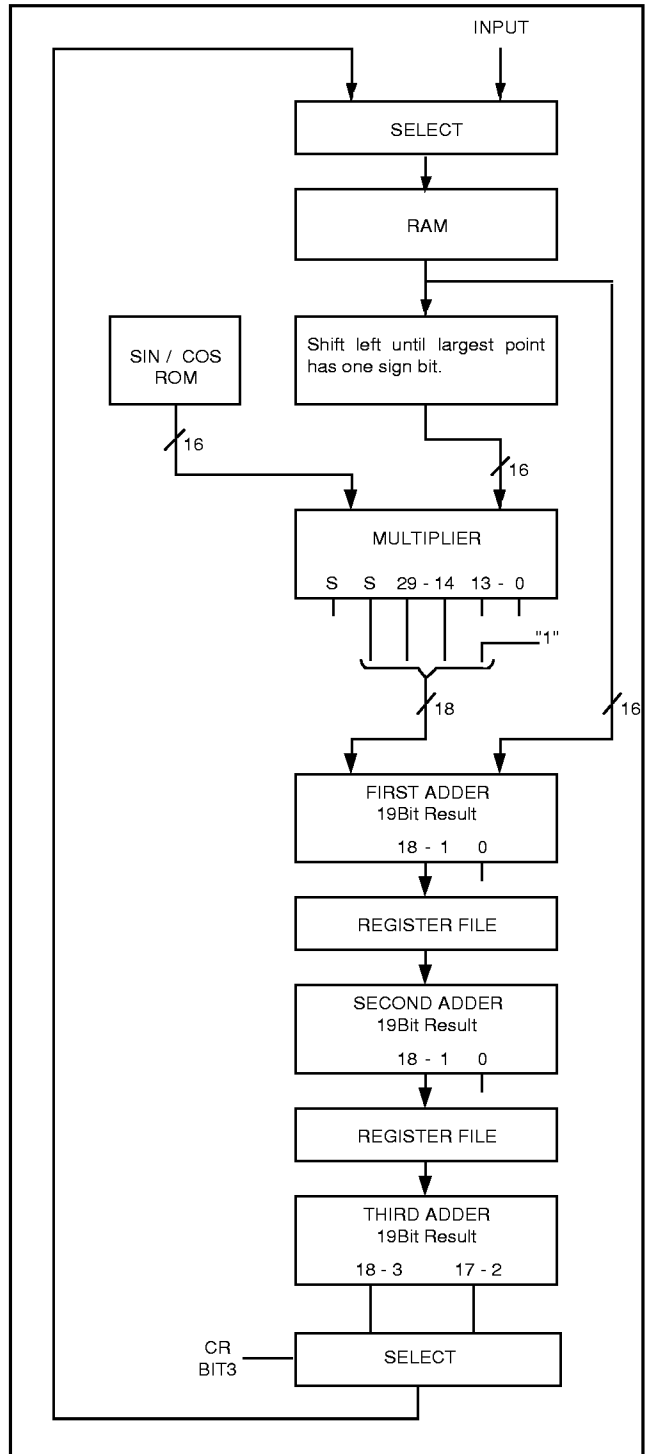 INPUT
SELECT
RAM
Shift left until largest point
has one sign bit.
SIN / COS
ROM
16
16
MULTIPLIER
S S 29 - 14 13 - 0
"1"
18
16
FIRST ADDER
19Bit Result
18 - 1 0
REGISTER FILE
SECOND ADDER
19Bit Result
18 - 1 0
REGISTER FILE
THIRD ADDER
19Bit Result
18 - 3 17 - 2
CR
BIT3
SELECT